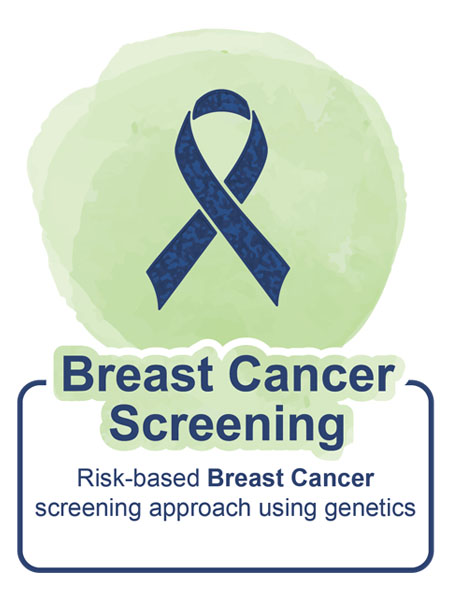 Breast Cancer
Screening
Risk-based Breast Cancer
screening approach using genetics